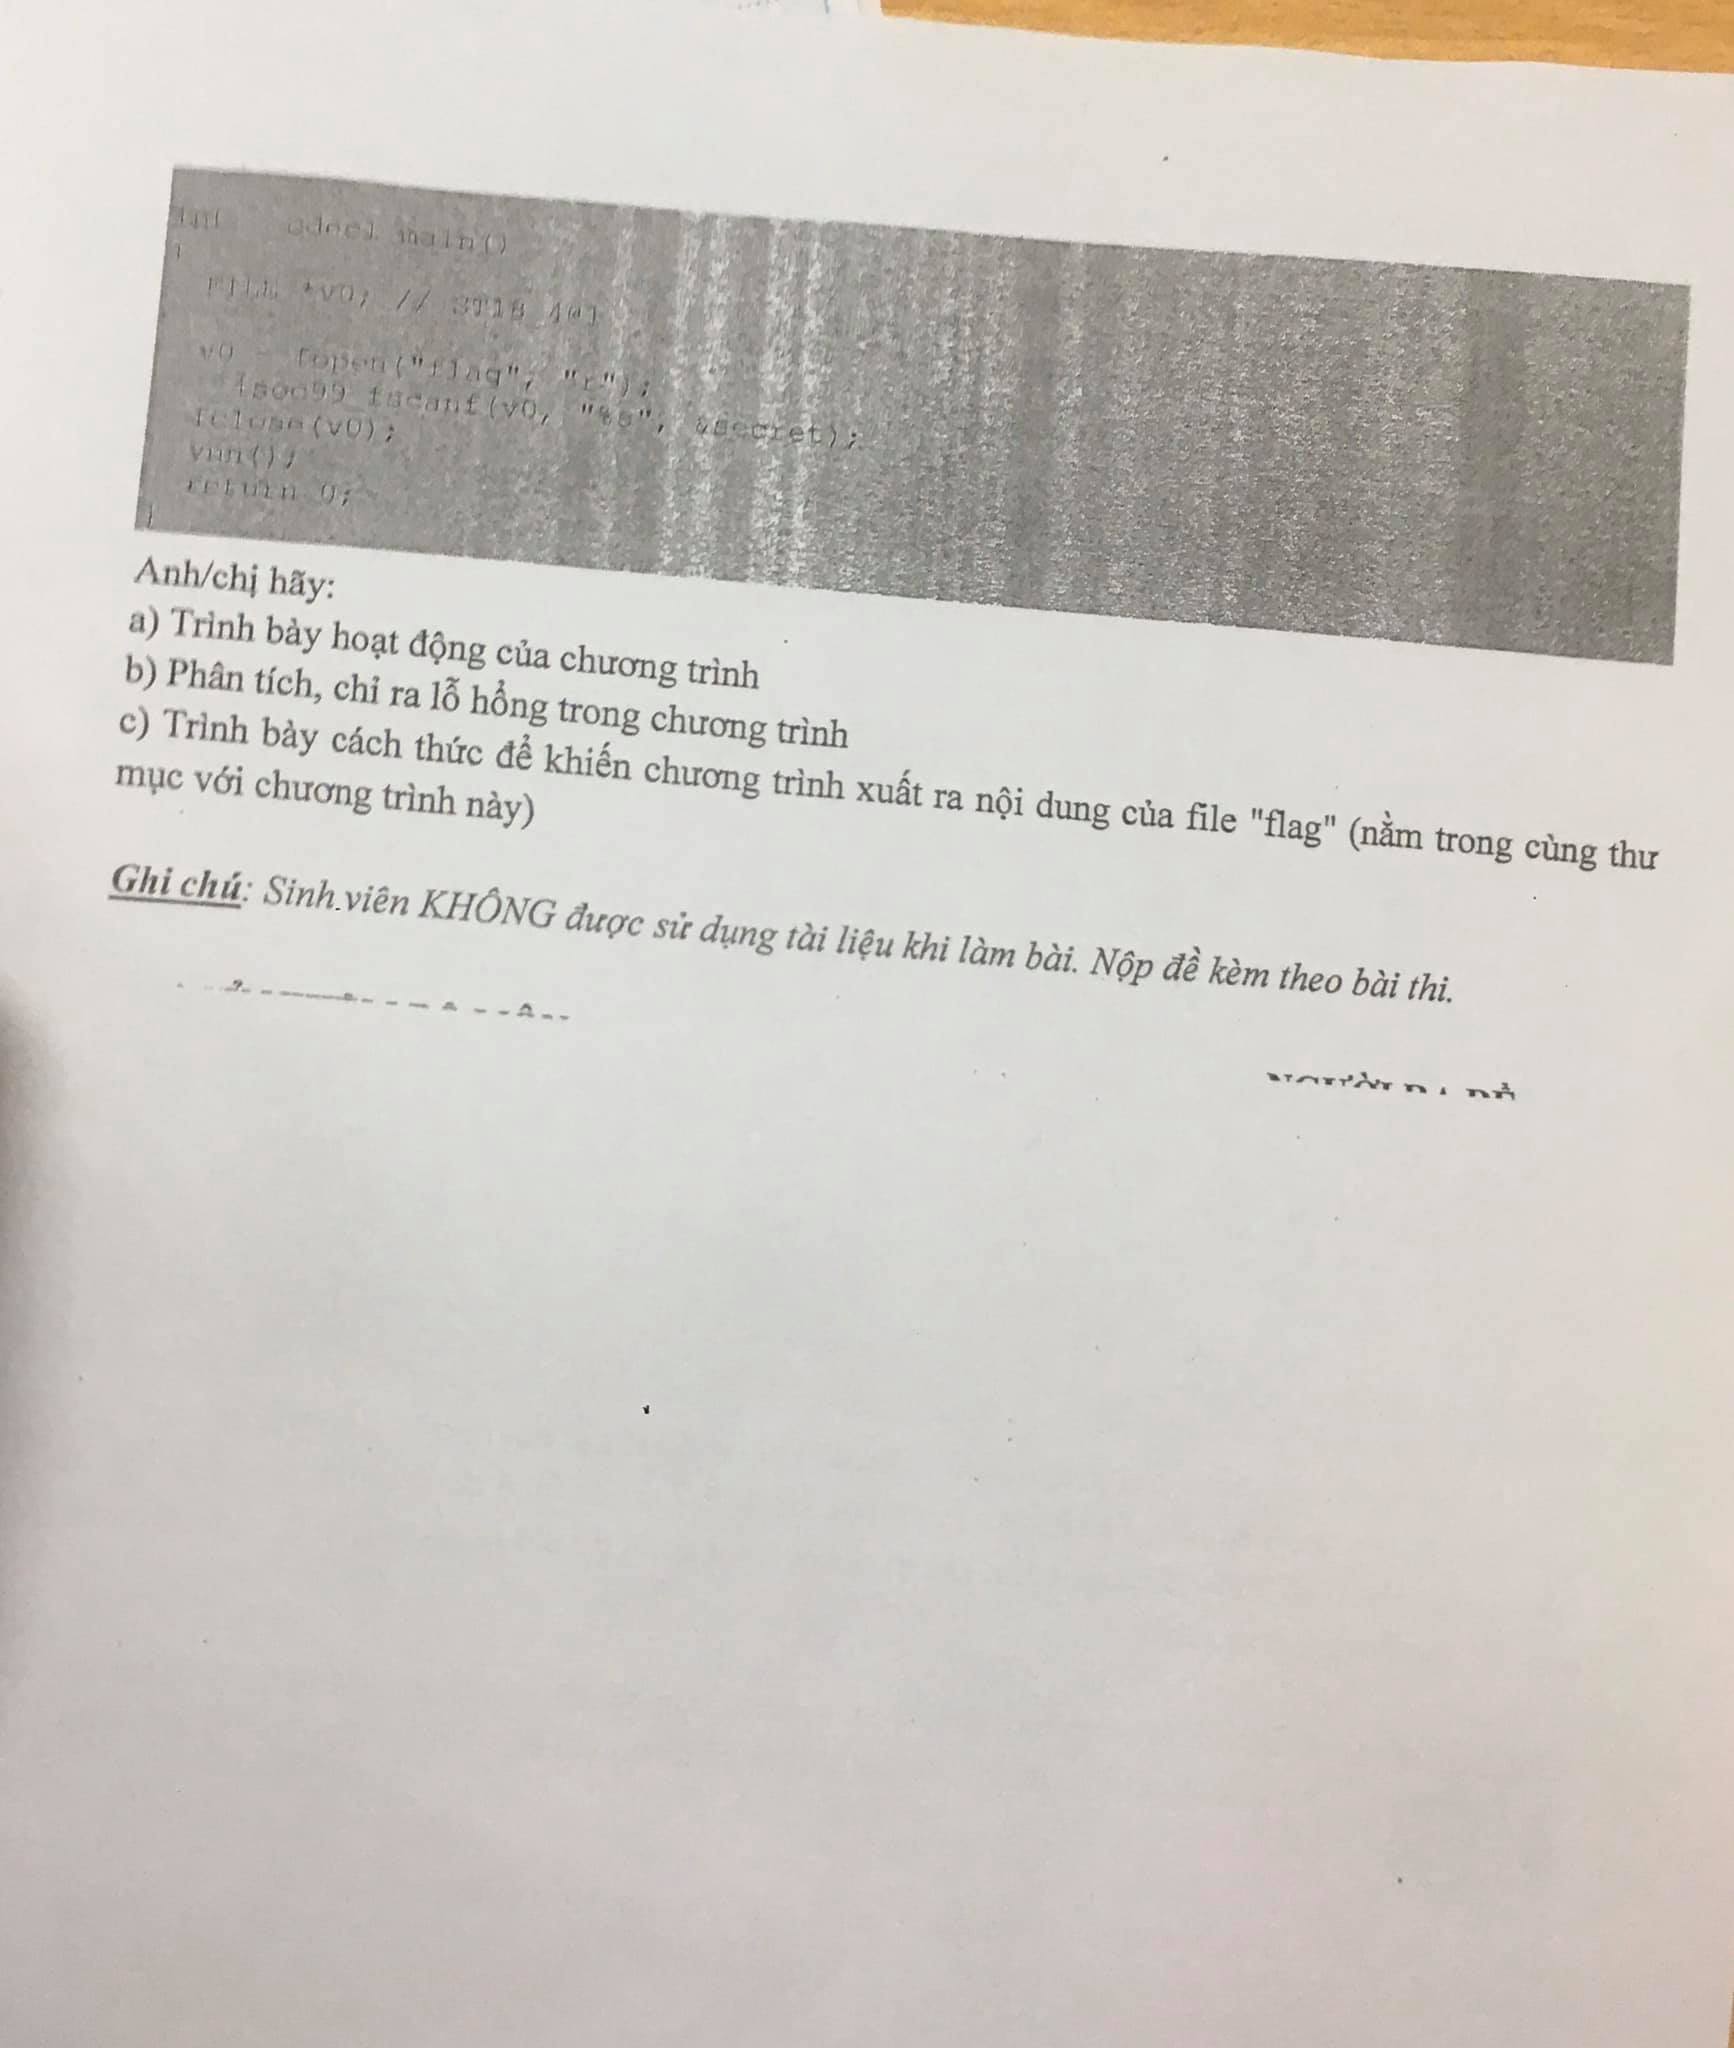 int __cdecl main()
{
FILE *v0; // ST18_4@1
v0 = fopen("flag", "r");
__isoc99_fscanf(v0, "%s", &secret);
fclose(v0);
return 0;
}
Anh/chị hãy:
a) Trình bày hoạt động của chương trình
b) Phân tích, chỉ ra lỗ hổng trong chương trình
c) Trình bày cách thức để khiến chương trình xuất ra nội dung của file "flag" (nằm trong cùng thư
mục với chương trình này)
Ghi chú: Sinh viên KHÔNG được sử dụng tài liệu khi làm bài. Nộp đề kèm theo bài thi.